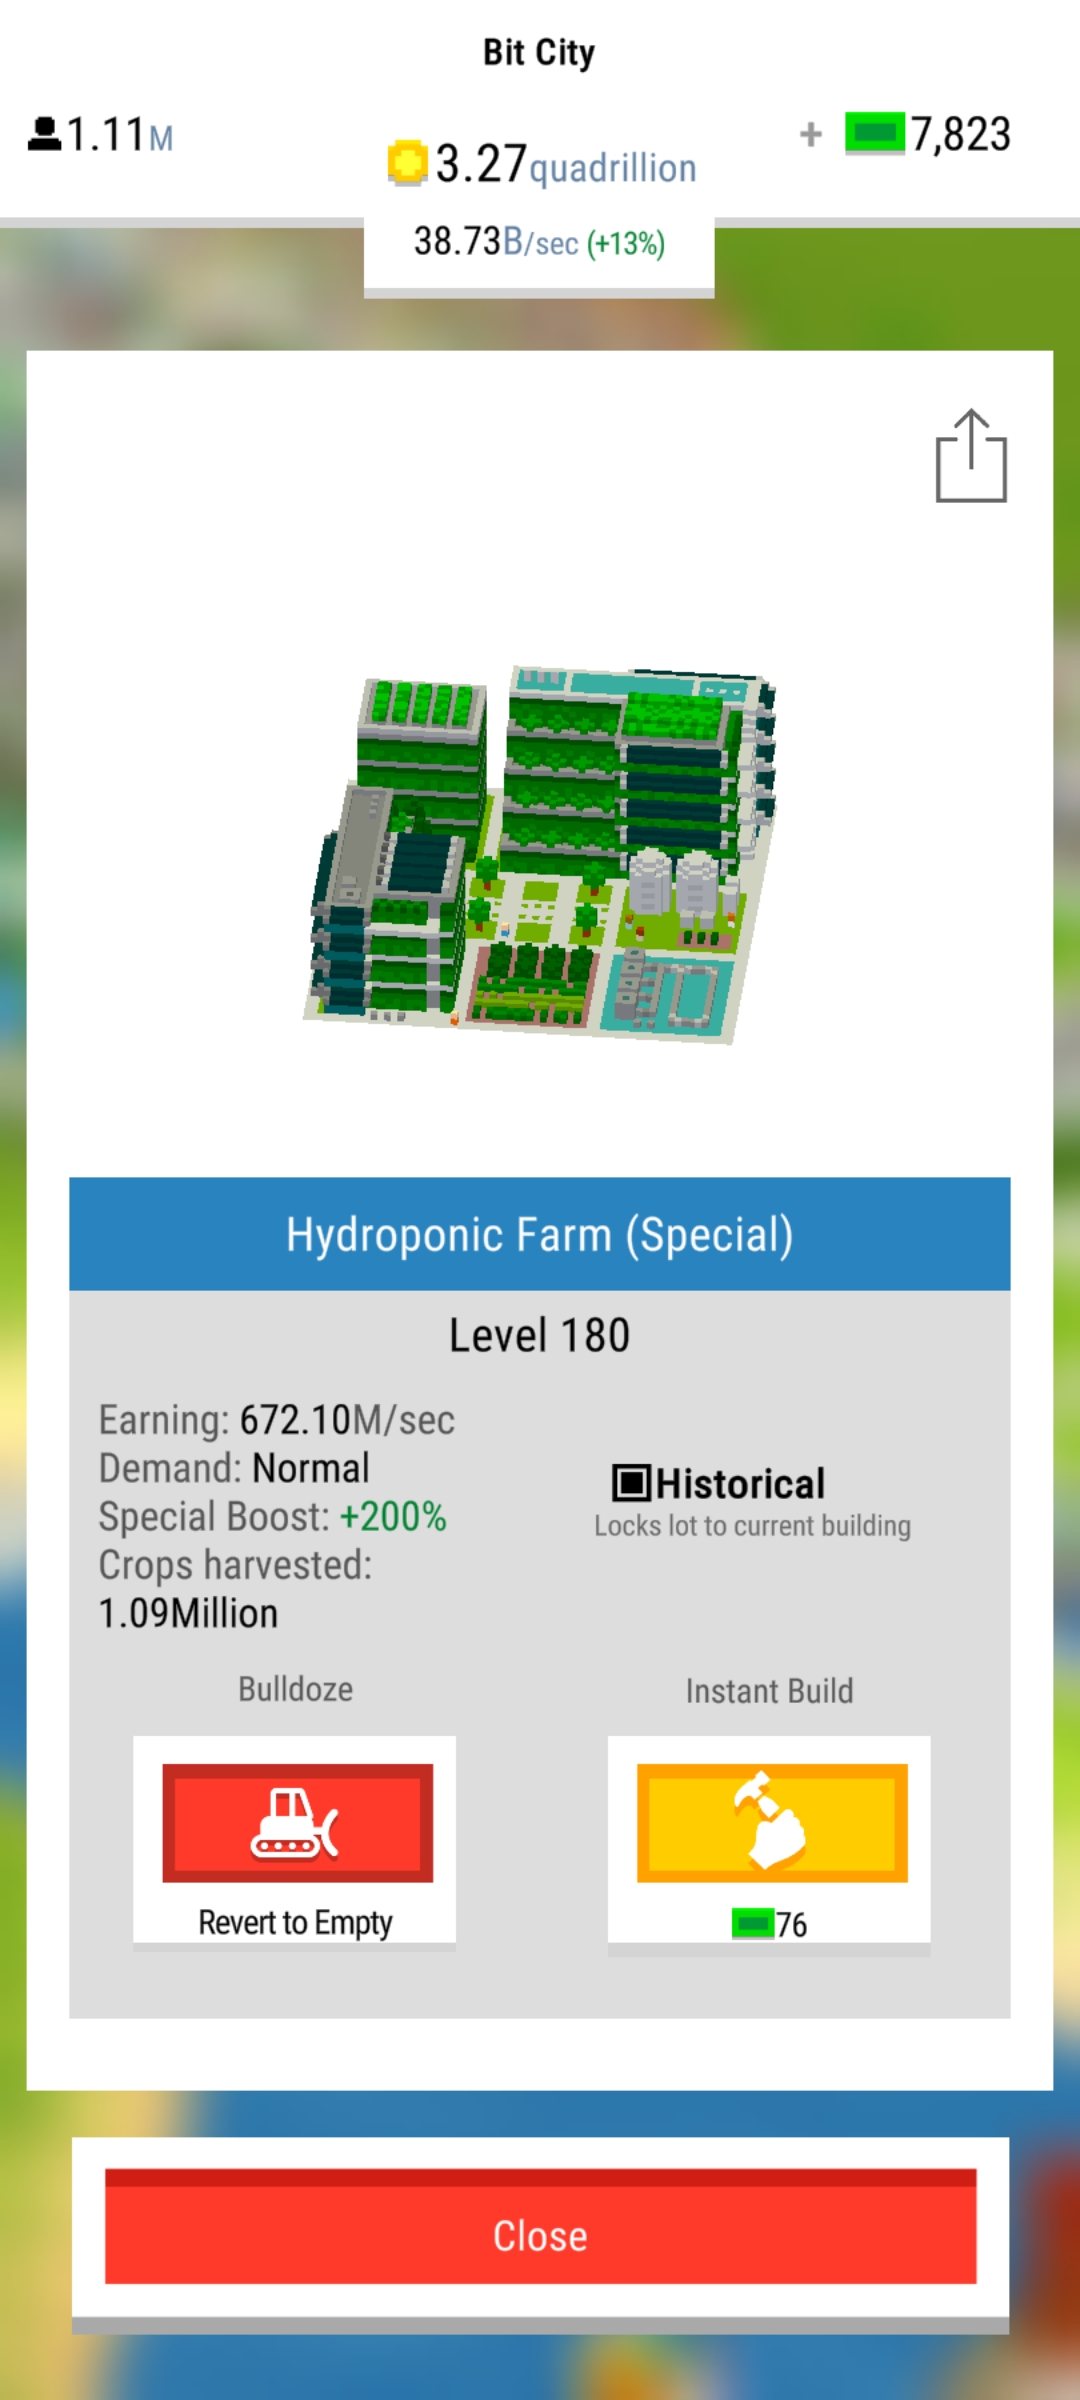 Bit City
1.11M
3.27quadrillion
+ 7,823
38.73B/sec (+13%)
Hydroponic Farm (Special)
Level 180
Earning: 672.10M/sec
Demand: Normal
Special Boost: +200%
Crops harvested:
1.09Million
Historical
Locks lot to current building
Bulldoze
Revert to Empty
Instant Build
76
Close